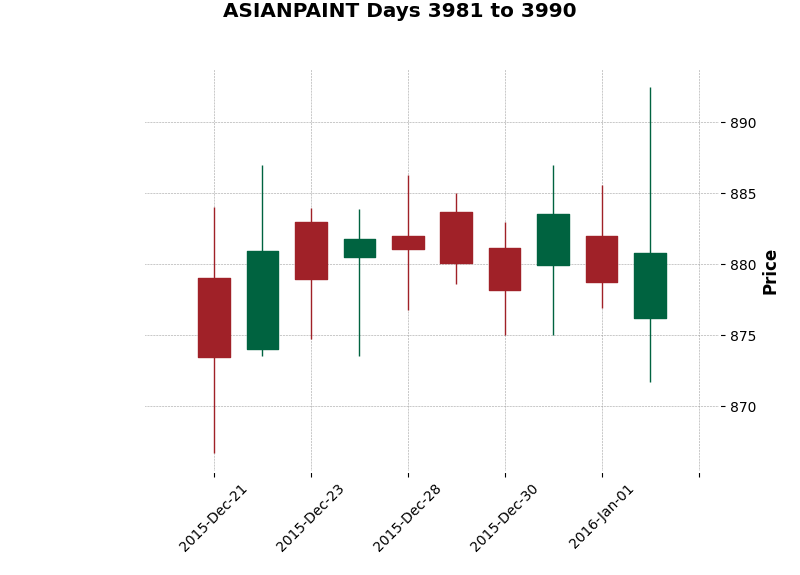 ASIANPAINT Days 3981 to 3990
890
885
880
875
870
Price
2015-Dec-21
2015-Dec-23
2015-Dec-28
2015-Dec-30
2016-Jan-01